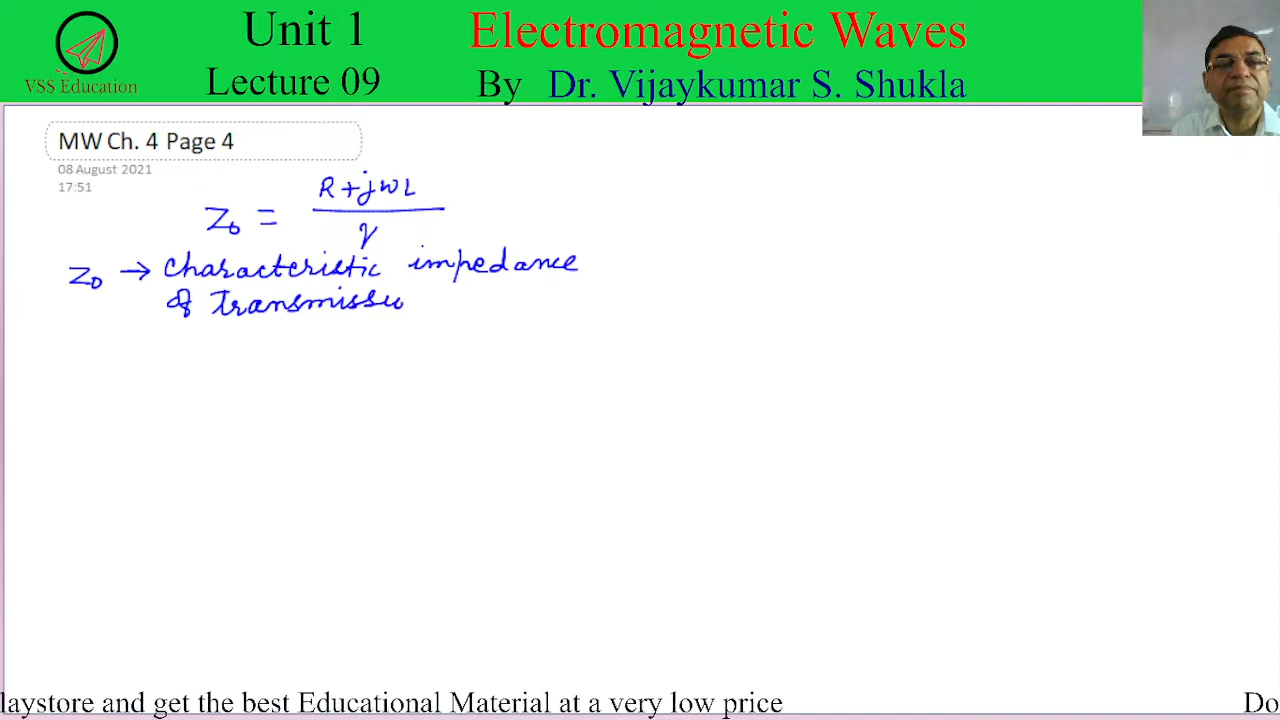 Unit 1
Electromagnetic Waves
VSS Education
Lecture 09
By Dr. Vijaykumar S. Shukla
MW Ch. 4 Page 4
08 August 2021
17:51
Z₀ = (R + jωL) / γ
Z₀ → Characteristic impedance
of Transmissi
laystore and get the best Educational Material at a very low price
Do